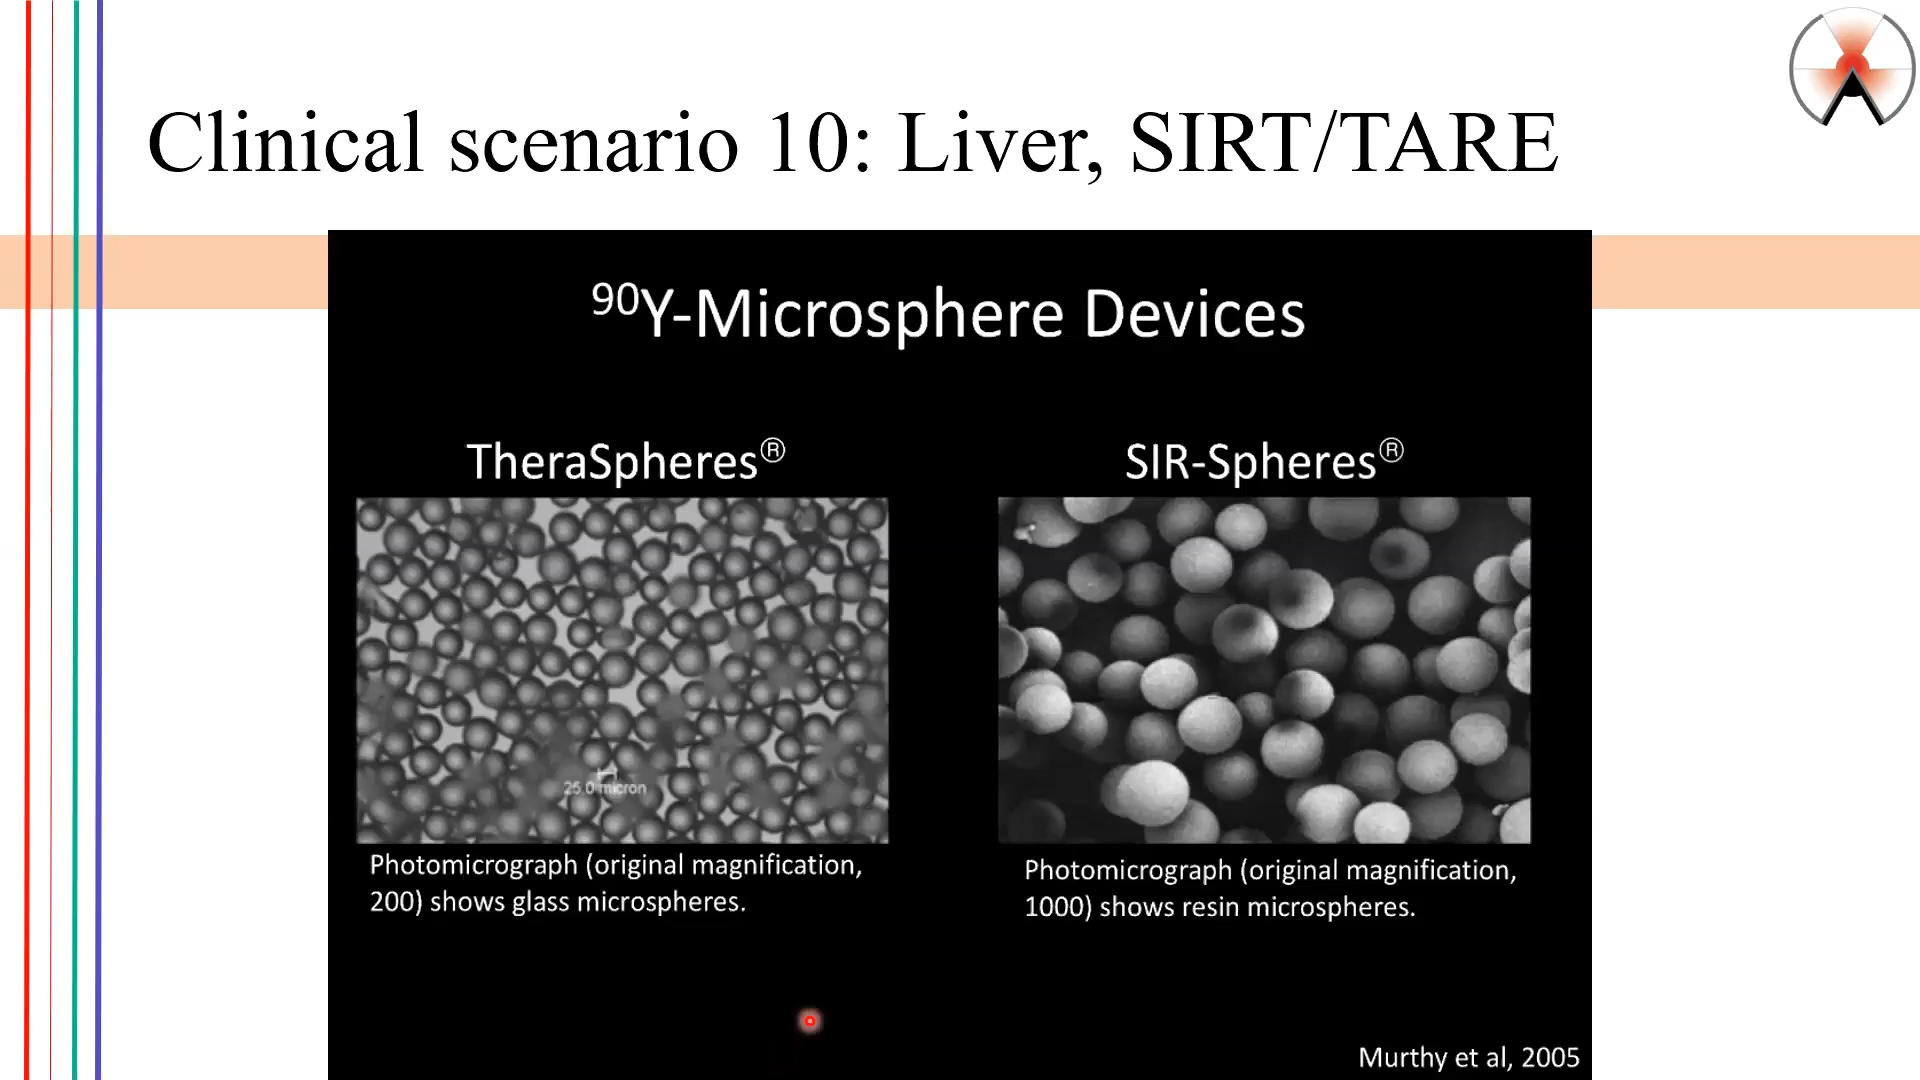 Clinical scenario 10: Liver, SIRT/TARE
90Y-Microsphere Devices
TheraSpheres®
SIR-Spheres®
25.0 micron
Photomicrograph (original magnification,
200) shows glass microspheres.
Photomicrograph (original magnification,
1000) shows resin microspheres.
Murthy et al, 2005